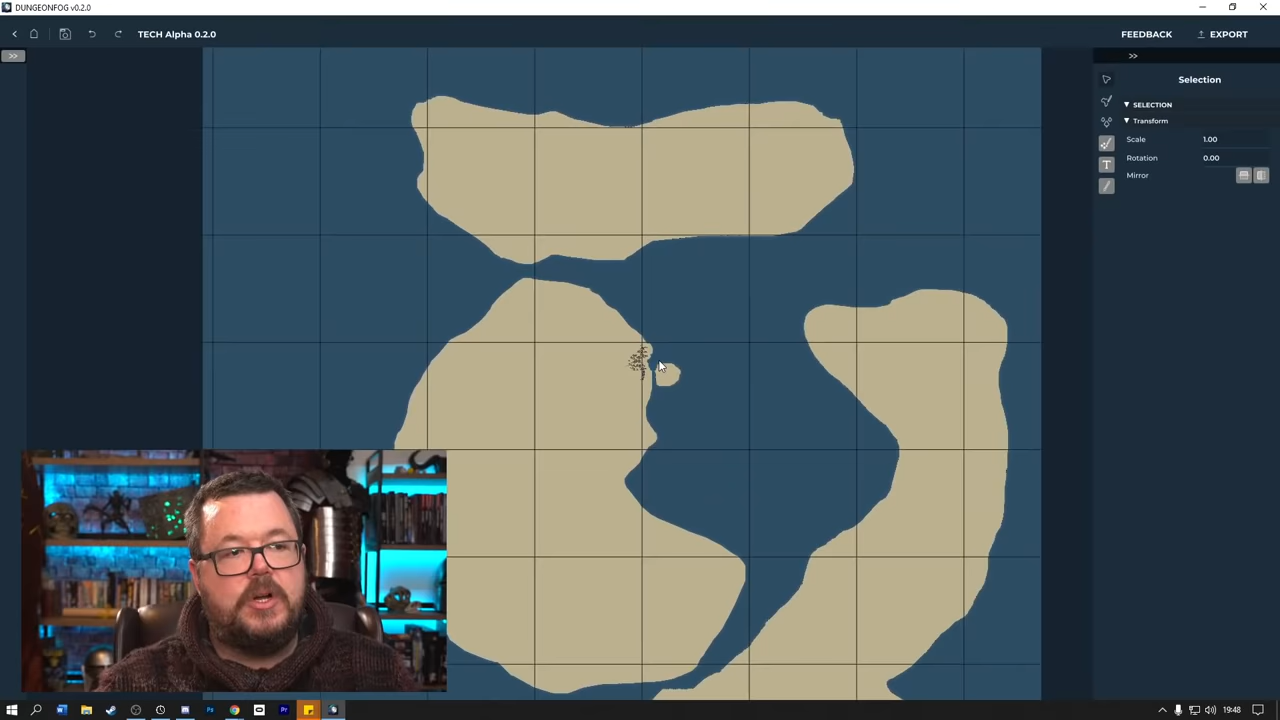 DUNGEONFOG v0.2.0
TECH Alpha 0.2.0
FEEDBACK
EXPORT
>>
>>
Selection
SELECTION
Transform
Scale 1.00
Rotation 0.00
Mirror
T
19:48